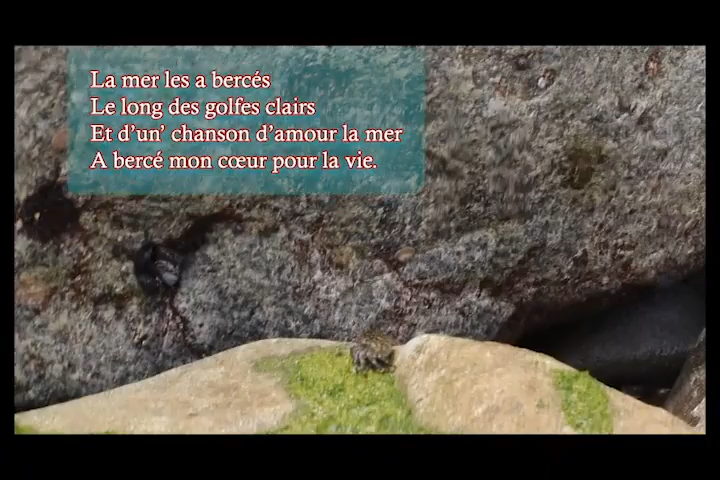 La mer les a bercés
Le long des golfes clairs
Et d'un' chanson d'amour la mer
A bercé mon cœur pour la vie.